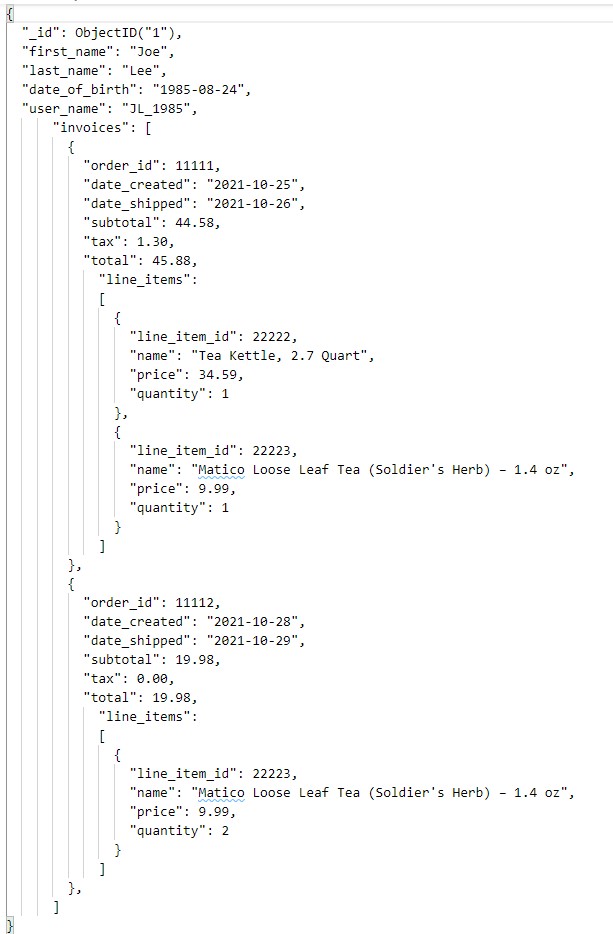 {
"_id": ObjectID("1"),
"first_name": "Joe",
"last_name": "Lee",
"date_of_birth": "1985-08-24",
"user_name": "JL_1985",
"invoices": [
{
"order_id": 11111,
"date_created": "2021-10-25",
"date_shipped": "2021-10-26",
"subtotal": 44.58,
"tax": 1.30,
"total": 45.88,
"line_items":
[
{
"line_item_id": 22222,
"name": "Tea Kettle, 2.7 Quart",
"price": 34.59,
"quantity": 1
},
{
"line_item_id": 22223,
"name": "Matico Loose Leaf Tea (Soldier's Herb) – 1.4 oz",
"price": 9.99,
"quantity": 1
}
]
},
{
"order_id": 11112,
"date_created": "2021-10-28",
"date_shipped": "2021-10-29",
"subtotal": 19.98,
"tax": 0.00,
"total": 19.98,
"line_items":
[
{
"line_item_id": 22223,
"name": "Matico Loose Leaf Tea (Soldier's Herb) – 1.4 oz",
"price": 9.99,
"quantity": 2
}
]
},
]
}